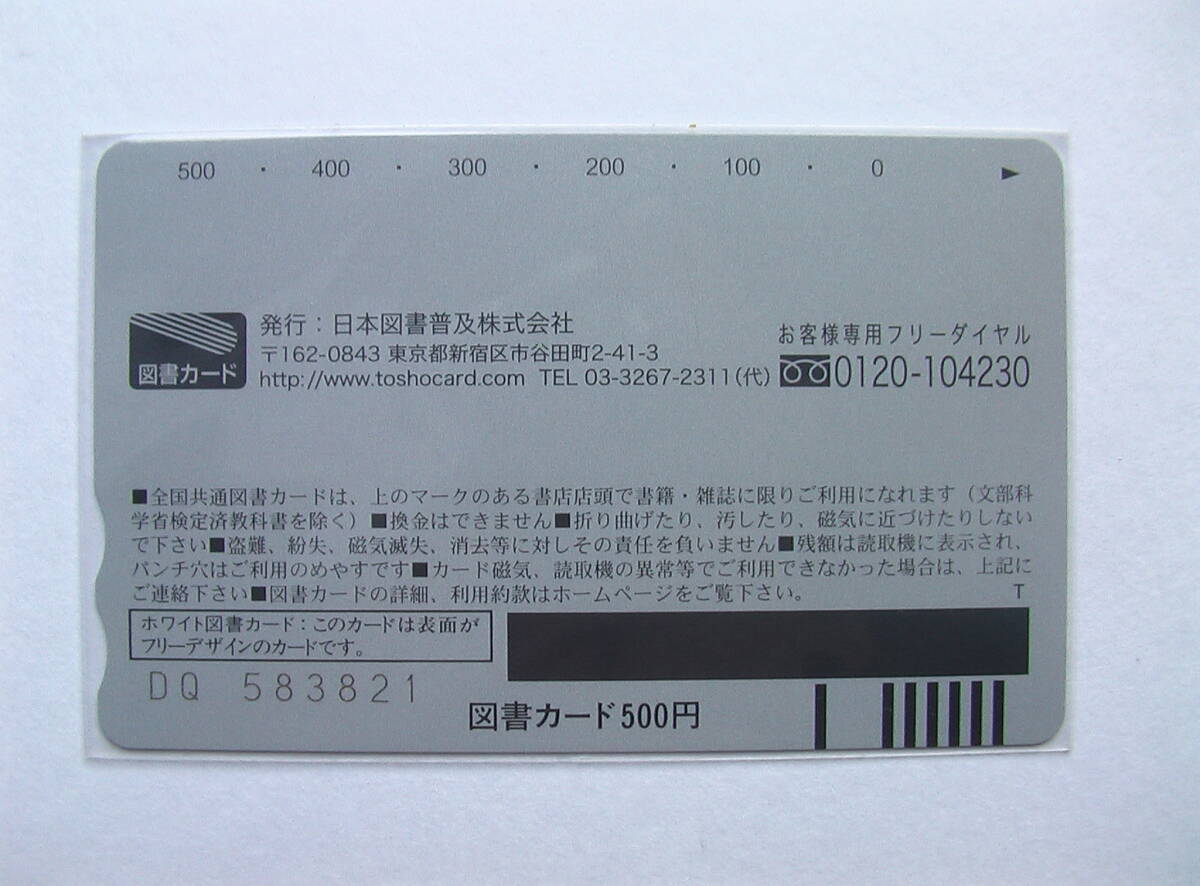 500 ・ 400 ・ 300 ・ 200 ・ 100 ・ 0 ▶
図書カード
発行：日本図書普及株式会社
〒162-0843 東京都新宿区市谷田町2-41-3
http://www.toshocard.com TEL 03-3267-2311(代)
お客様専用フリーダイヤル
0120-104230
■全国共通図書カードは、上のマークのある書店店頭で書籍・雑誌に限りご利用になれます（文部科
学省検定済教科書を除く）■換金はできません■折り曲げたり、汚したり、磁気に近づけたりしない
で下さい■盗難、紛失、磁気滅失、消去等に対しその責任を負いません■残額は読取機に表示され、
パンチ穴はご利用のめやすです■カード磁気、読取機の異常等でご利用できなかった場合は、上記に
ご連絡下さい■図書カードの詳細、利用約款はホームページをご覧下さい。 T
ホワイト図書カード：このカードは表面が
フリーデザインのカードです。
DQ 583821
図書カード500円